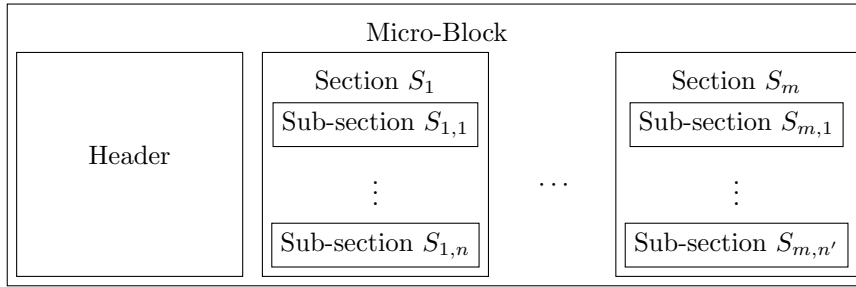 Micro-Block
Header
Section S₁
Sub-section S₁,₁
⋮
Sub-section S₁,ₙ
⋯
Section Sₘ
Sub-section Sₘ,₁
⋮
Sub-section Sₘ,ₙ′